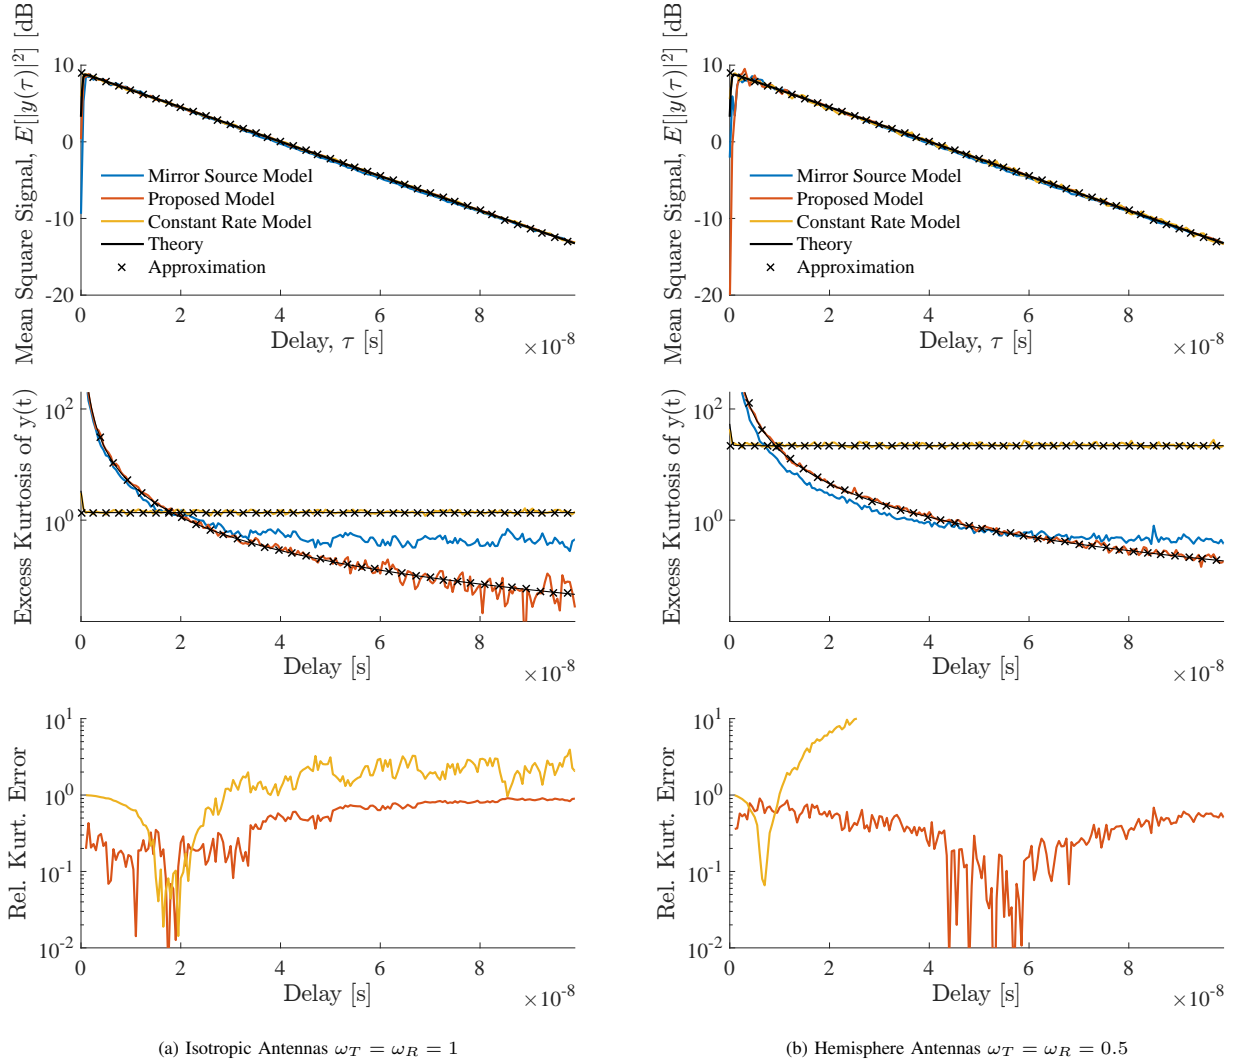 Mean Square Signal, E[|y(τ)|²] [dB
10
0
-10
-20
Mirror Source Model
Proposed Model
Constant Rate Model
Theory
Approximation
0 2 4 6 8
Delay, τ [s]
×10⁻⁸
Excess Kurtosis of y(t)
10²
10⁰
0 2 4 6 8
Delay [s]
×10⁻⁸
Rel. Kurt. Error
10¹
10⁰
10⁻¹
10⁻²
0 2 4 6 8
Delay [s]
×10⁻⁸
(a) Isotropic Antennas ω_T = ω_R = 1
Mean Square Signal, E[|y(τ)|²] [dB
10
0
-10
-20
Mirror Source Model
Proposed Model
Constant Rate Model
Theory
Approximation
0 2 4 6 8
Delay, τ [s]
×10⁻⁸
Excess Kurtosis of y(t)
10²
10⁰
0 2 4 6 8
Delay [s]
×10⁻⁸
Rel. Kurt. Error
10¹
10⁰
10⁻¹
10⁻²
0 2 4 6 8
Delay [s]
×10⁻⁸
(b) Hemisphere Antennas ω_T = ω_R = 0.5